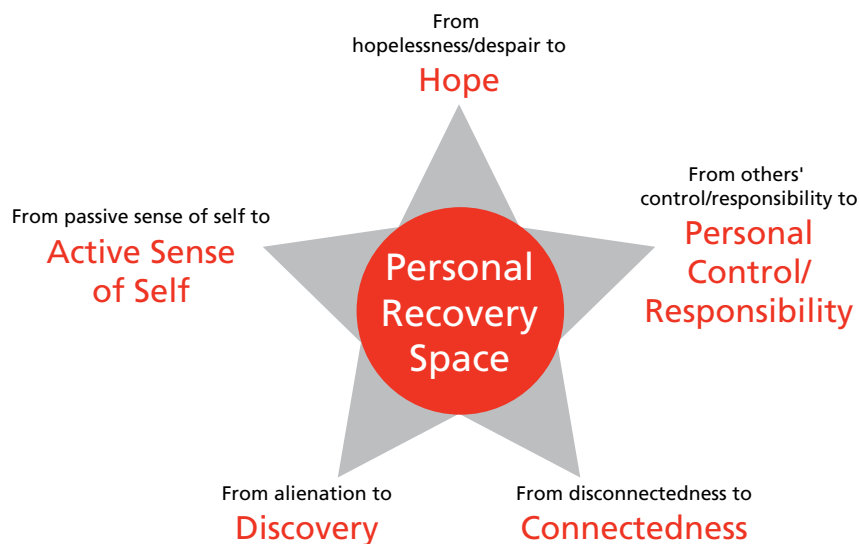 From
hopelessness/despair to
Hope
From others'
control/responsibility to
Personal
Control/
Responsibility
From passive sense of self to
Active Sense
of Self
Personal
Recovery
Space
From alienation to
Discovery
From disconnectedness to
Connectedness